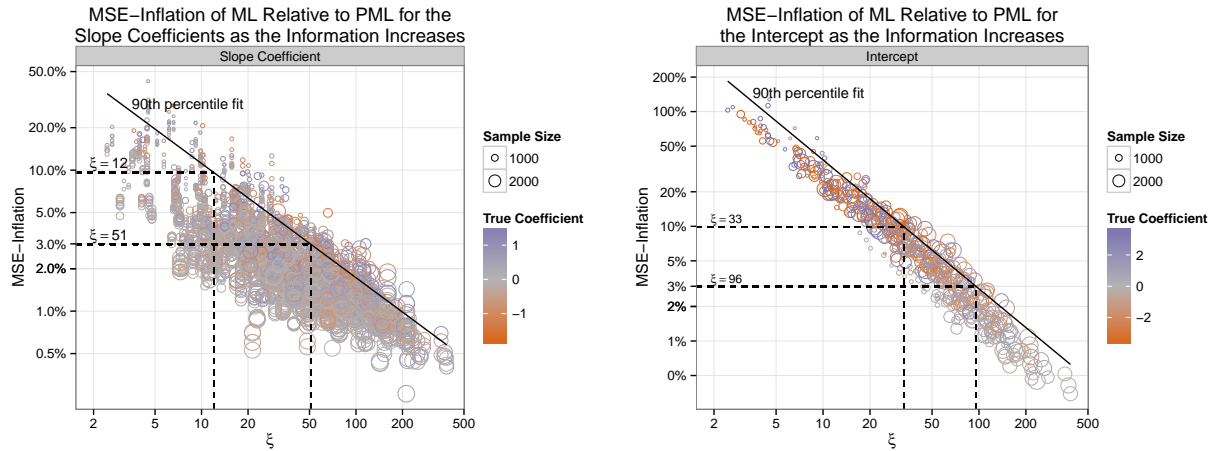 MSE−Inflation of ML Relative to PML for the
Slope Coefficients as the Information Increases
Slope Coefficient
50.0%
20.0%
10.0%
5.0%
3.0%
2.0%
1.0%
0.5%
MSE−Inflation
90th percentile fit
ξ = 12
ξ = 51
2 5 10 20 50 100 200 500
ξ
Sample Size
1000
2000
True Coefficient
1
0
−1
MSE−Inflation of ML Relative to PML for
the Intercept as the Information Increases
Intercept
200%
100%
50%
20%
10%
5%
3%
2%
1%
0%
MSE−Inflation
90th percentile fit
ξ = 33
ξ = 96
2 5 10 20 50 100 200 500
ξ
Sample Size
1000
2000
True Coefficient
2
0
−2